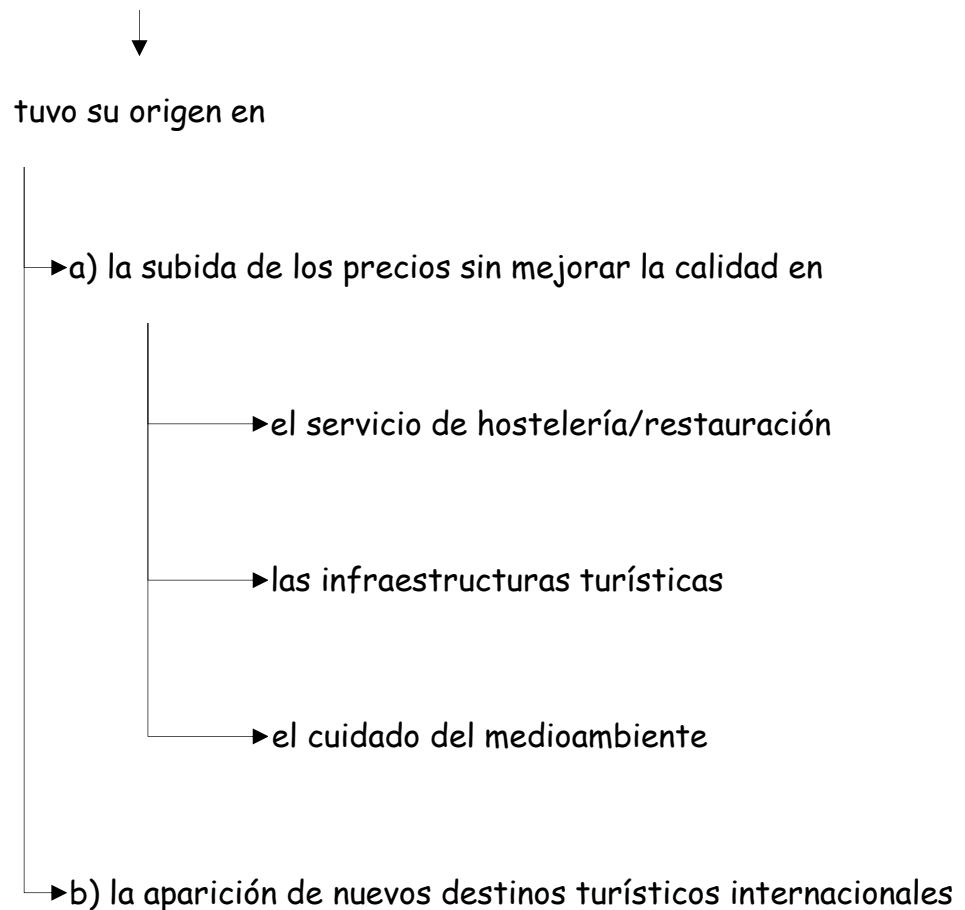 tuvo su origen en
a) la subida de los precios sin mejorar la calidad en
el servicio de hostelería/restauración
las infraestructuras turísticas
el cuidado del medioambiente
b) la aparición de nuevos destinos turísticos internacionales